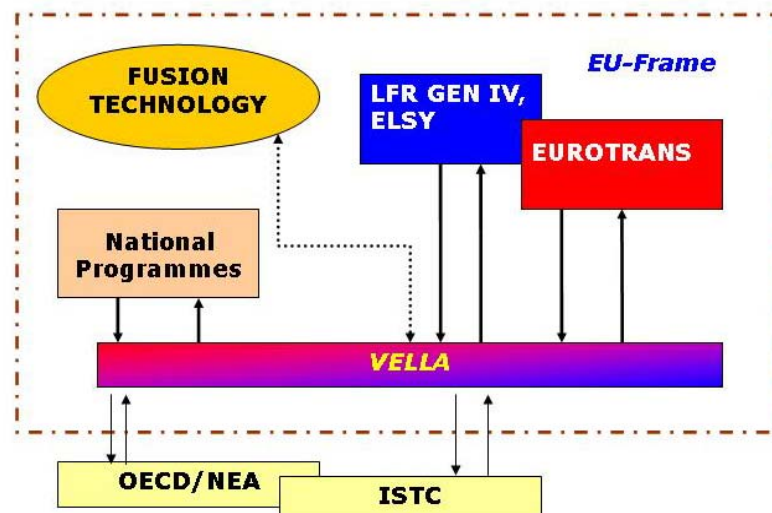 FUSION
TECHNOLOGY
EU-Frame
LFR GEN IV,
ELSY
EUROTRANS
National
Programmes
VELLA
OECD/NEA
ISTC